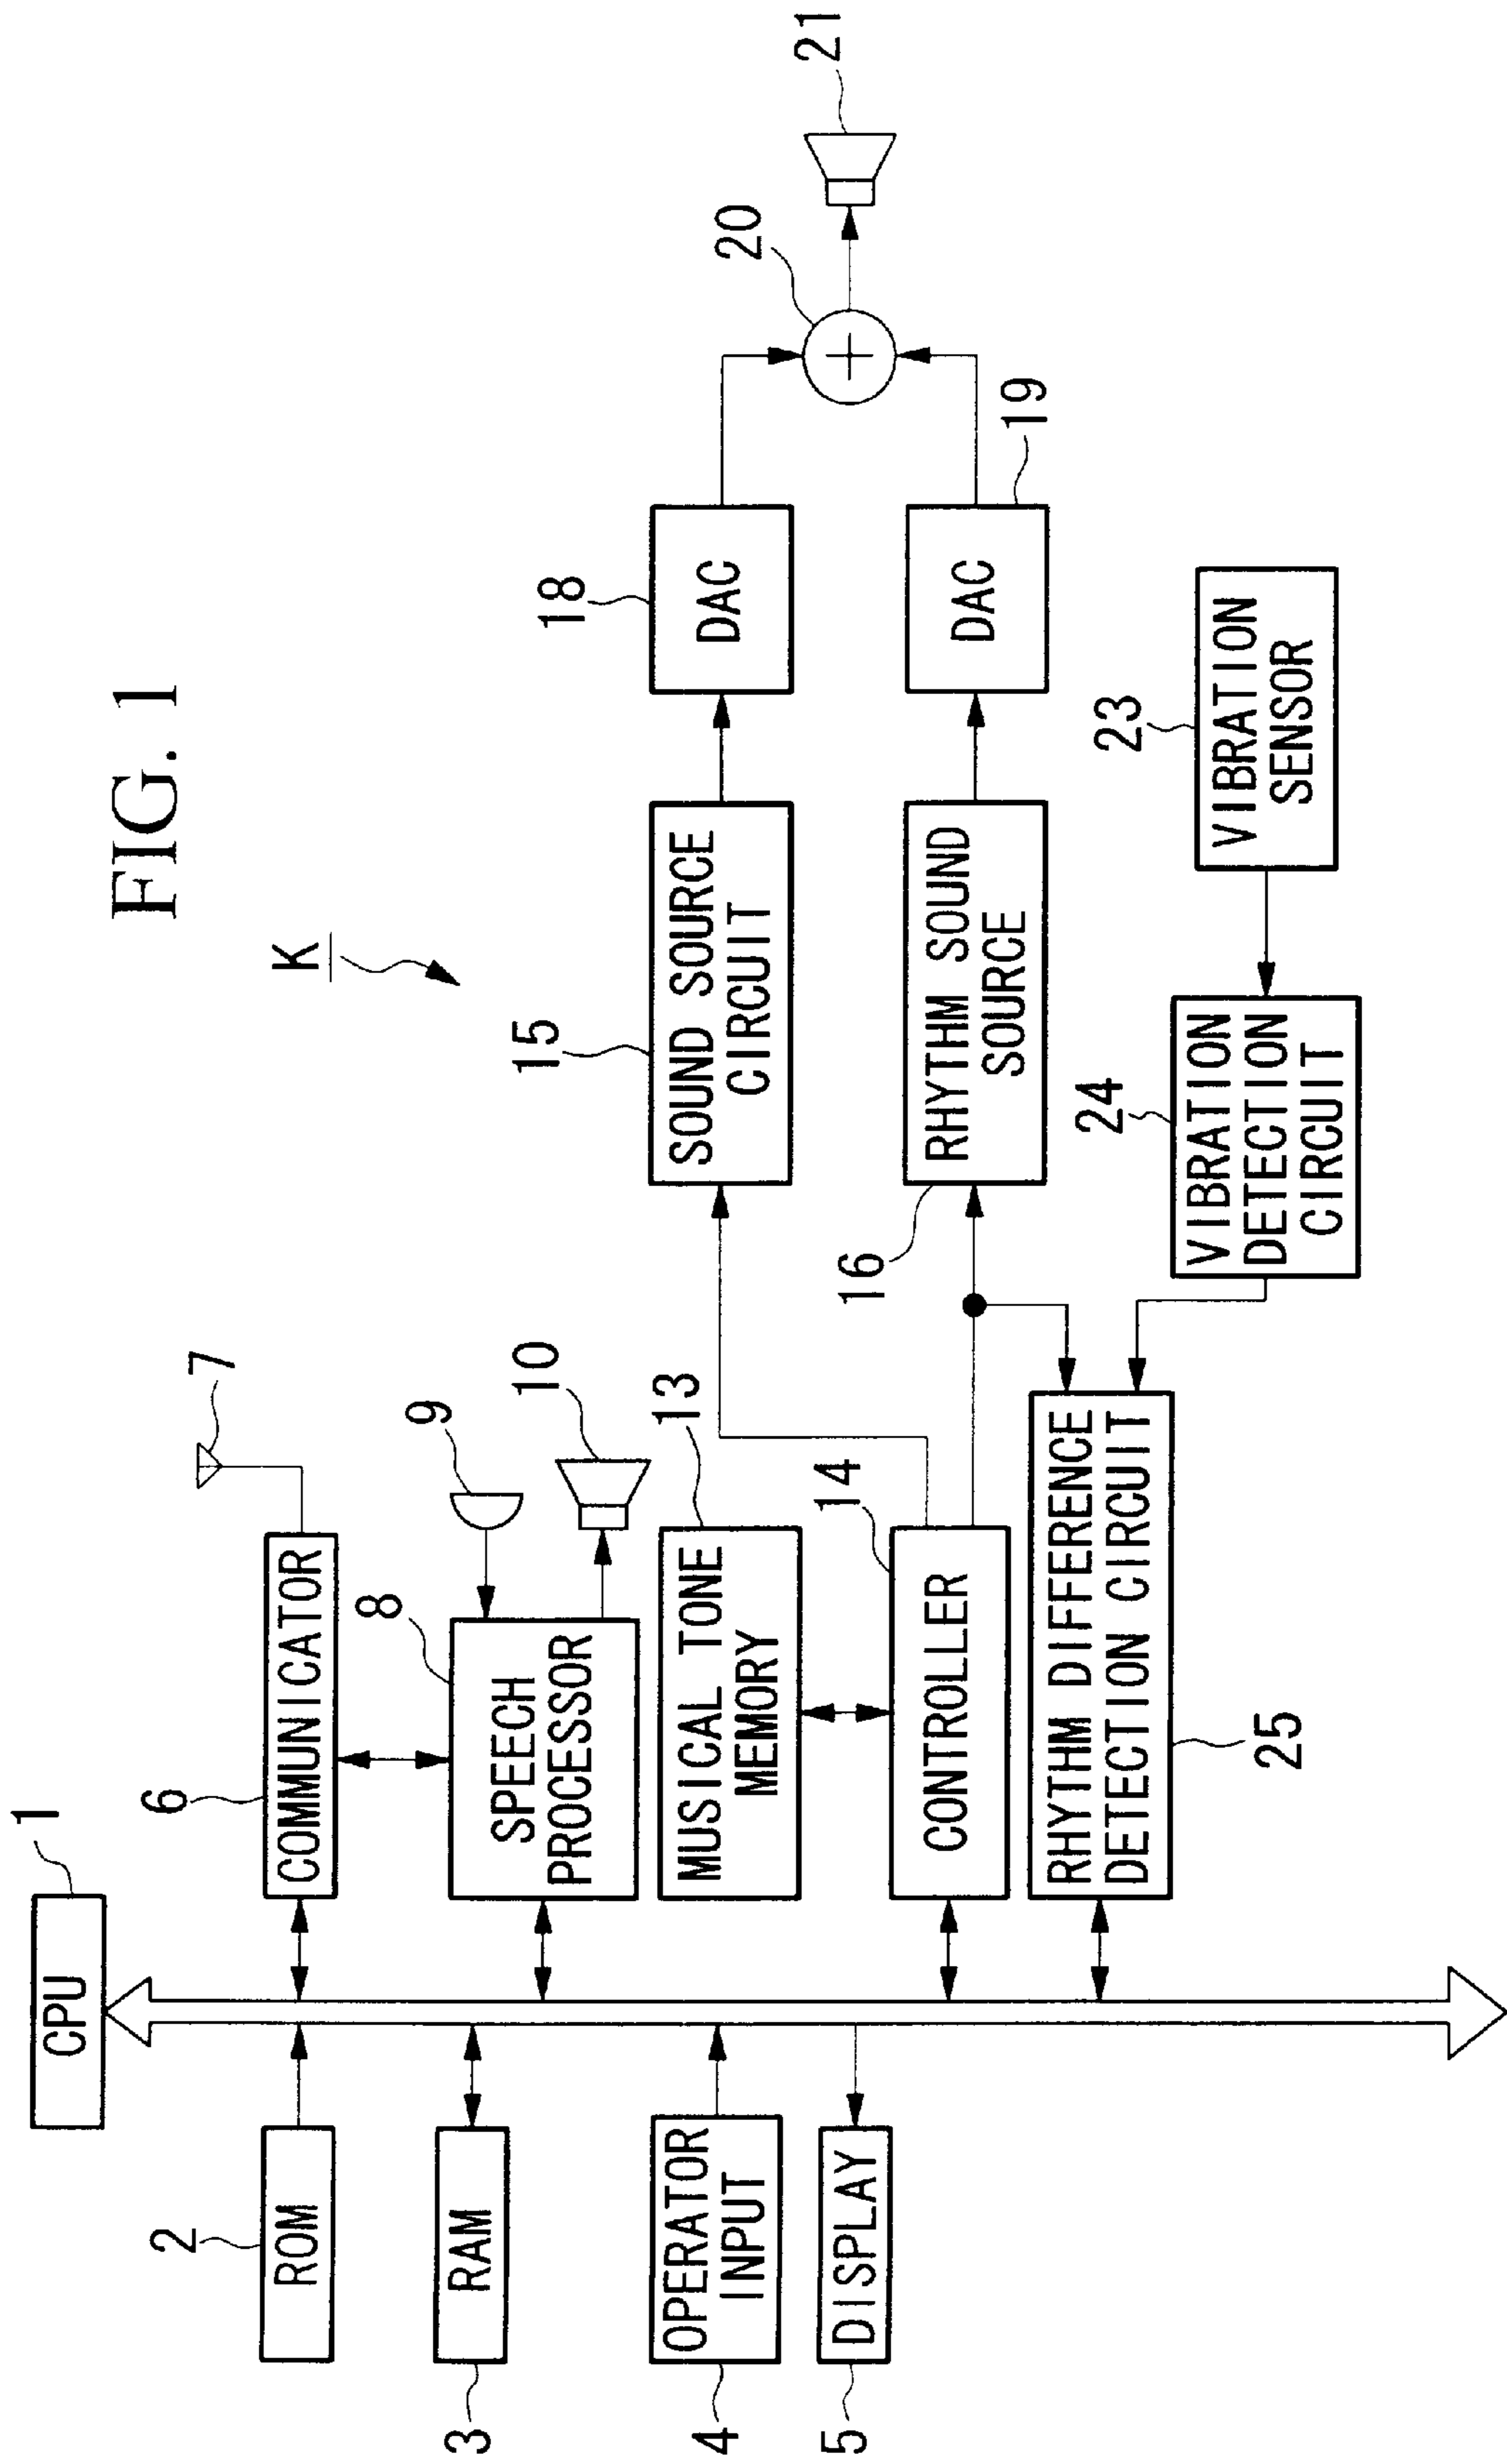 FIG. 1
K
1
CPU
2
ROM
3
RAM
4
OPERATOR
INPUT
5
DISPLAY
6
COMMUNICATOR
7
8
SPEECH
PROCESSOR
9
10
13
MUSICAL TONE
MEMORY
14
CONTROLLER
RHYTHM DIFFERENCE
DETECTION CIRCUIT
25
15
SOUND SOURCE
CIRCUIT
16
RHYTHM SOUND
SOURCE
18
DAC
DAC
19
20
21
23
VIBRATION
SENSOR
24
VIBRATION
DETECTION
CIRCUIT